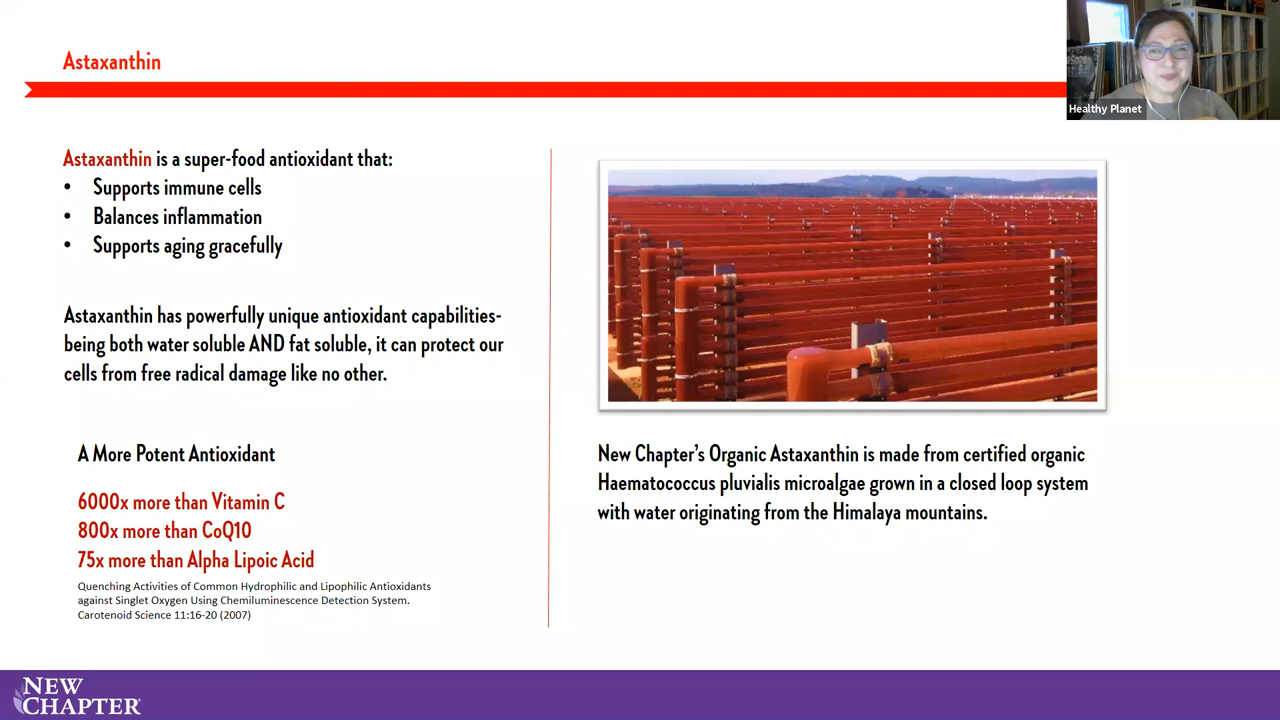 Astaxanthin
Healthy Planet
Astaxanthin is a super-food antioxidant that:
• Supports immune cells
• Balances inflammation
• Supports aging gracefully
Astaxanthin has powerfully unique antioxidant capabilities-
being both water soluble AND fat soluble, it can protect our
cells from free radical damage like no other.
A More Potent Antioxidant
6000x more than Vitamin C
800x more than CoQ10
75x more than Alpha Lipoic Acid
Quenching Activities of Common Hydrophilic and Lipophilic Antioxidants
against Singlet Oxygen Using Chemiluminescence Detection System.
Carotenoid Science 11:16-20 (2007)
New Chapter’s Organic Astaxanthin is made from certified organic
Haematococcus pluvialis microalgae grown in a closed loop system
with water originating from the Himalaya mountains.
NEW
CHAPTER